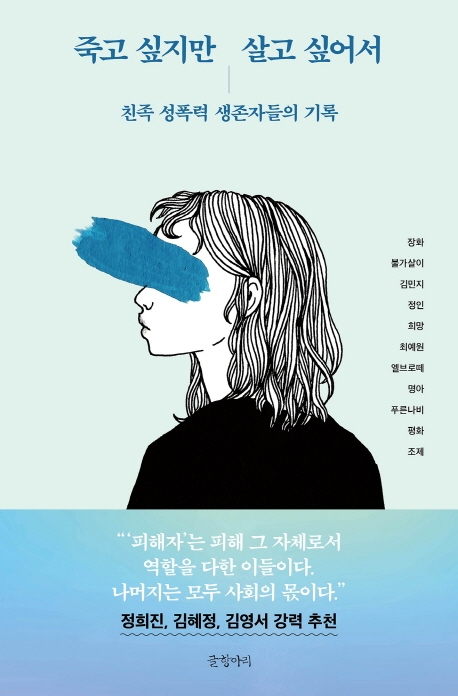 죽고 싶지만 살고 싶어서
친족 성폭력 생존자들의 기록
장화
불가살이
김민지
정인
희망
최예원
엘브로떼
명아
푸른나비
평화
조제
“‘피해자’는 피해 그 자체로서
역할을 다한 이들이다.
나머지는 모두 사회의 몫이다.”
정희진, 김혜정, 김영서 강력 추천
글항아리